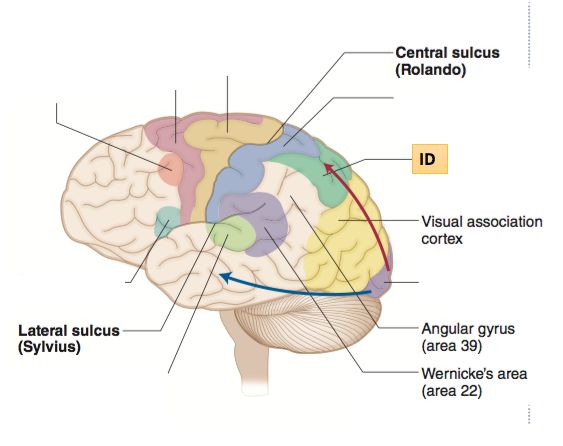 Central sulcus
(Rolando)
ID
Visual association
cortex
Lateral sulcus
(Sylvius)
Angular gyrus
(area 39)
Wernicke's area
(area 22)